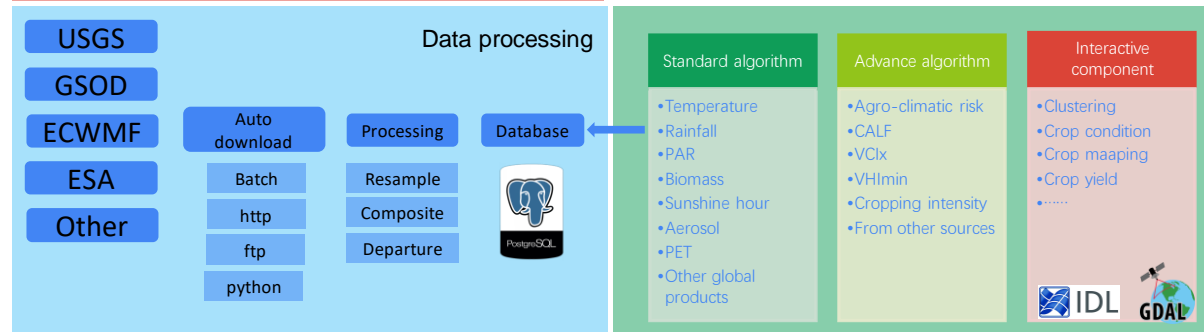 Data processing
USGS
GSOD
ECWMF
ESA
Other
Auto
download
Batch
http
ftp
python
Processing
Resample
Composite
Departure
Database
PostgreSQL
Standard algorithm
•Temperature
•Rainfall
•PAR
•Biomass
•Sunshine hour
•Aerosol
•PET
•Other global
products
Advance algorithm
•Agro-climatic risk
•CALF
•VCIx
•VHImin
•Cropping intensity
•From other sources
Interactive
component
•Clustering
•Crop condition
•Crop maaping
•Crop yield
•······
IDL
GDAL